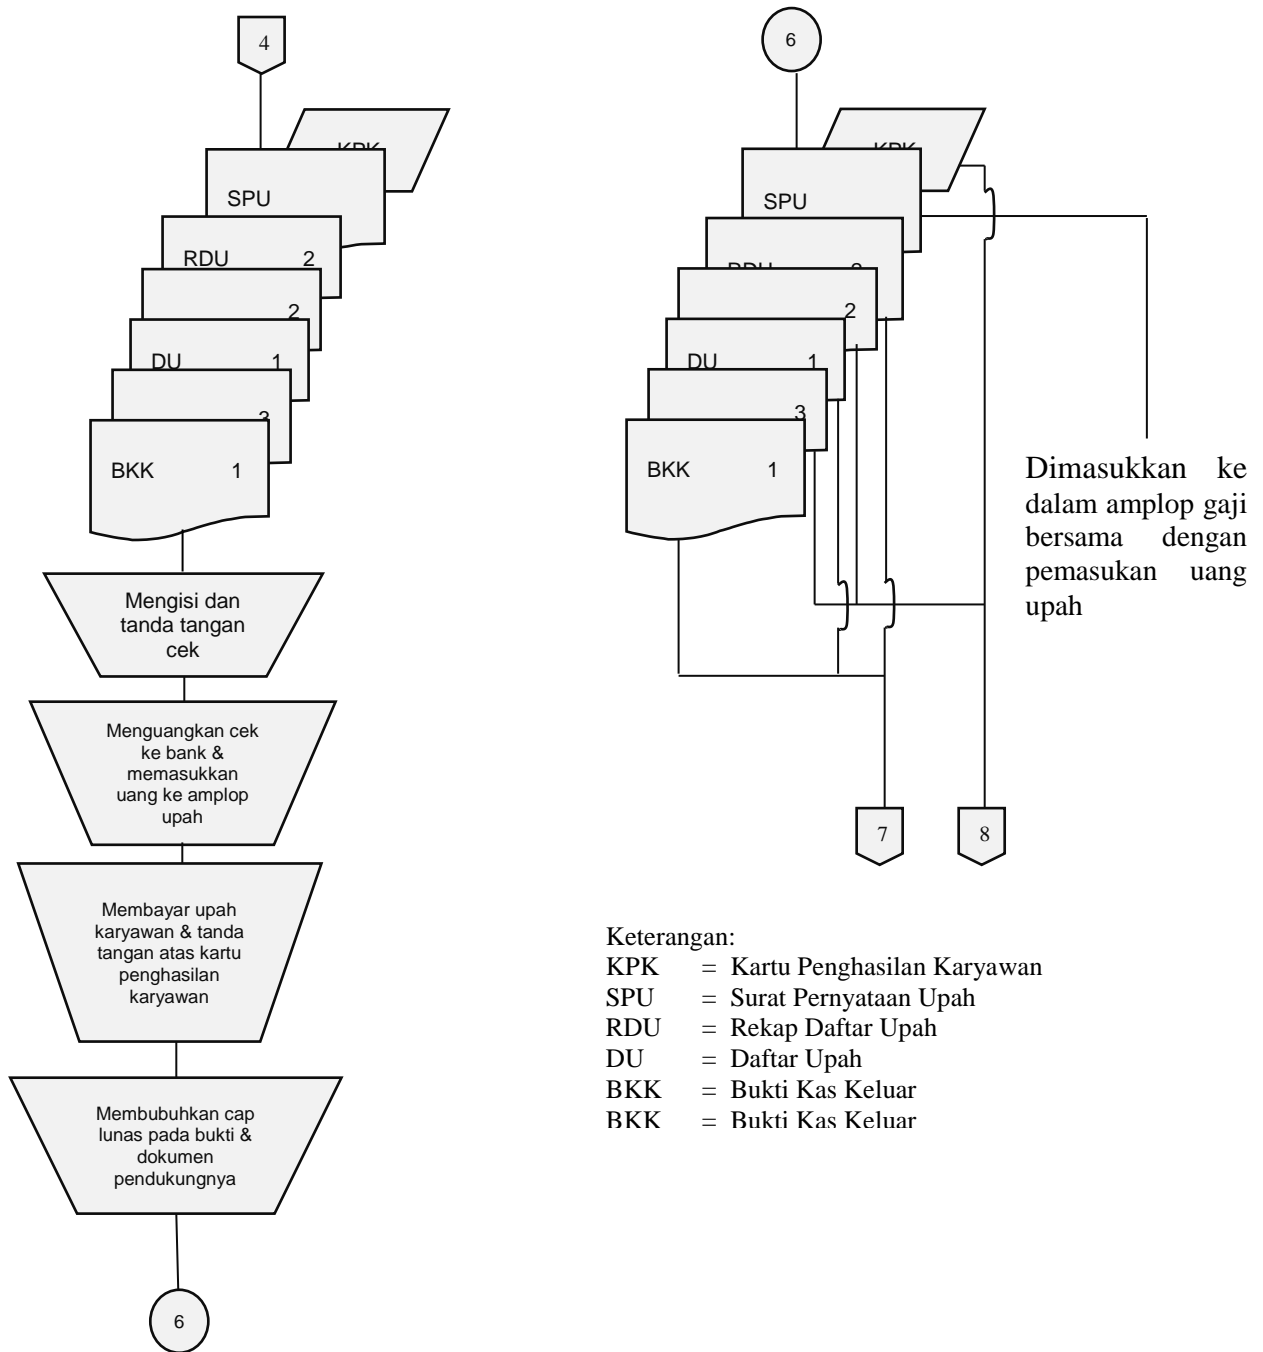 4
KPK
SPU
RDU 2
2
DU 1
3
BKK 1
Mengisi dan
tanda tangan
cek
Menguangkan cek
ke bank &
memasukkan
uang ke amplop
upah
Membayar upah
karyawan & tanda
tangan atas kartu
penghasilan
karyawan
Membubuhkan cap
lunas pada bukti &
dokumen
pendukungnya
6
6
KPK
SPU
RDU 2
2
DU 1
3
BKK 1
Dimasukkan ke
dalam amplop gaji
bersama dengan
pemasukan uang
upah
7
8
Keterangan:
KPK = Kartu Penghasilan Karyawan
SPU = Surat Pernyataan Upah
RDU = Rekap Daftar Upah
DU = Daftar Upah
BKK = Bukti Kas Keluar
BKK = Bukti Kas Keluar